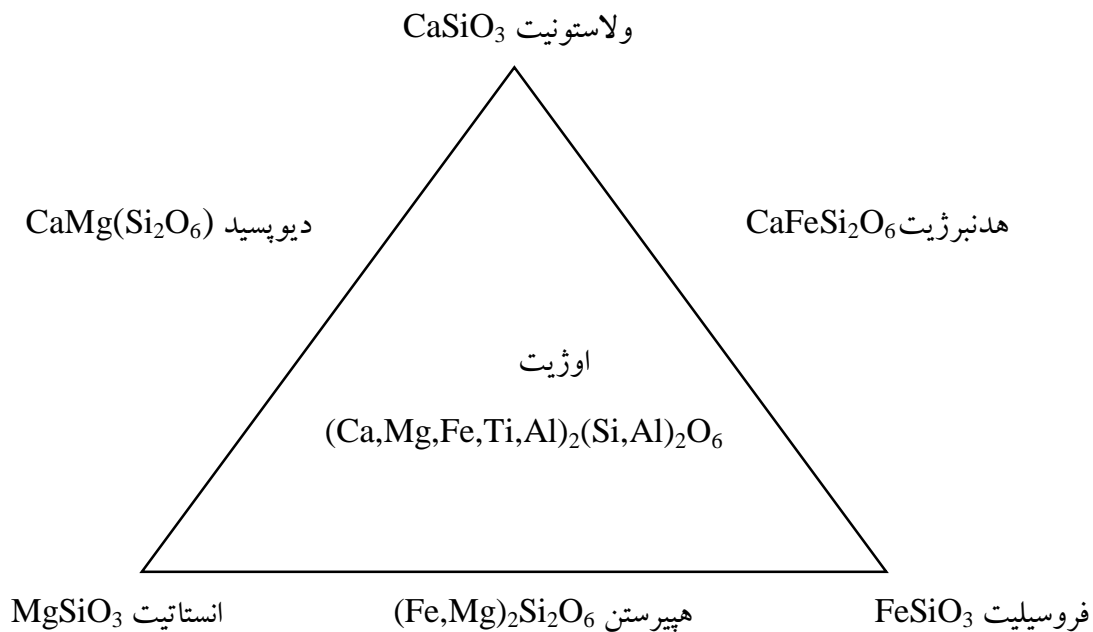 ولاستونیت CaSiO₃
دیوپسید CaMg(Si₂O₆)
هدنبرژیت CaFeSi₂O₆
اوژیت
(Ca,Mg,Fe,Ti,Al)₂(Si,Al)₂O₆
انستاتیت MgSiO₃
هیپرستن (Fe,Mg)₂Si₂O₆
فروسیلیت FeSiO₃